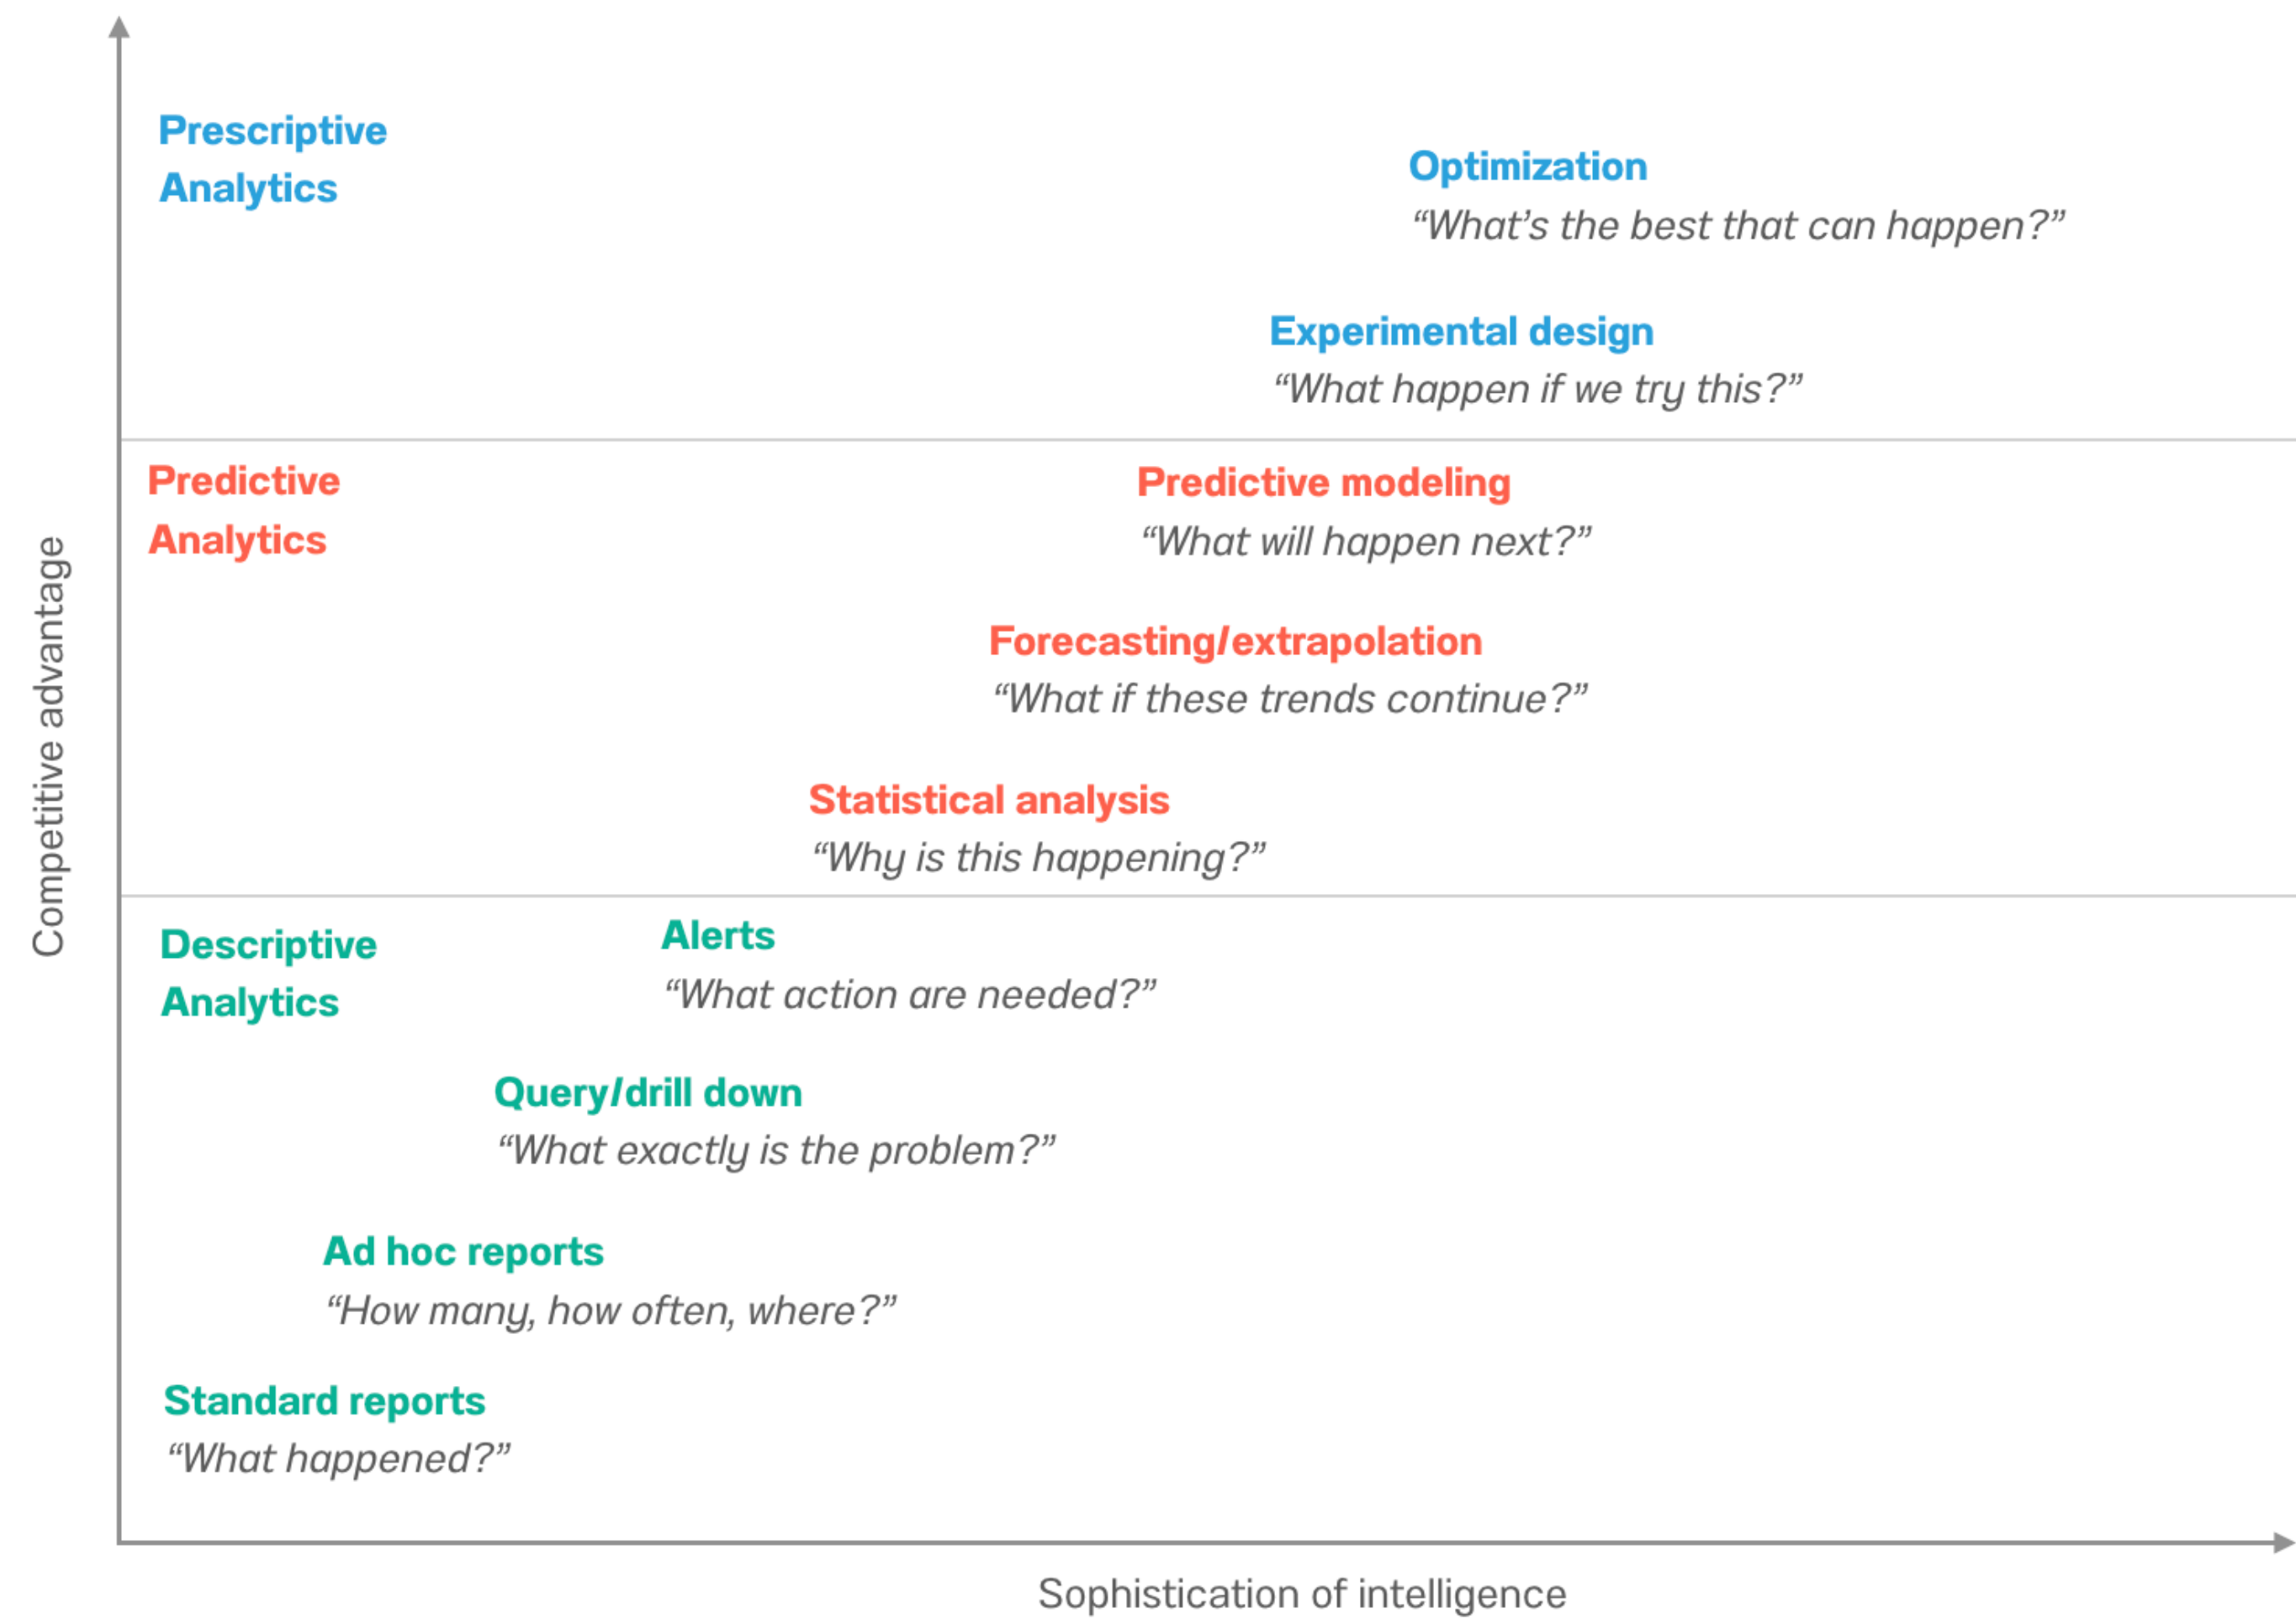 Prescriptive
Analytics
Optimization
“What’s the best that can happen?”
Experimental design
“What happen if we try this?”
Predictive
Analytics
Predictive modeling
“What will happen next?”
Forecasting/extrapolation
“What if these trends continue?”
Statistical analysis
“Why is this happening?”
Competititive advantage
Descriptive
Analytics
Alerts
“What action are needed?”
Query/drill down
“What exactly is the problem?”
Ad hoc reports
“How many, how often, where?”
Standard reports
“What happened?”
Sophistication of intelligence